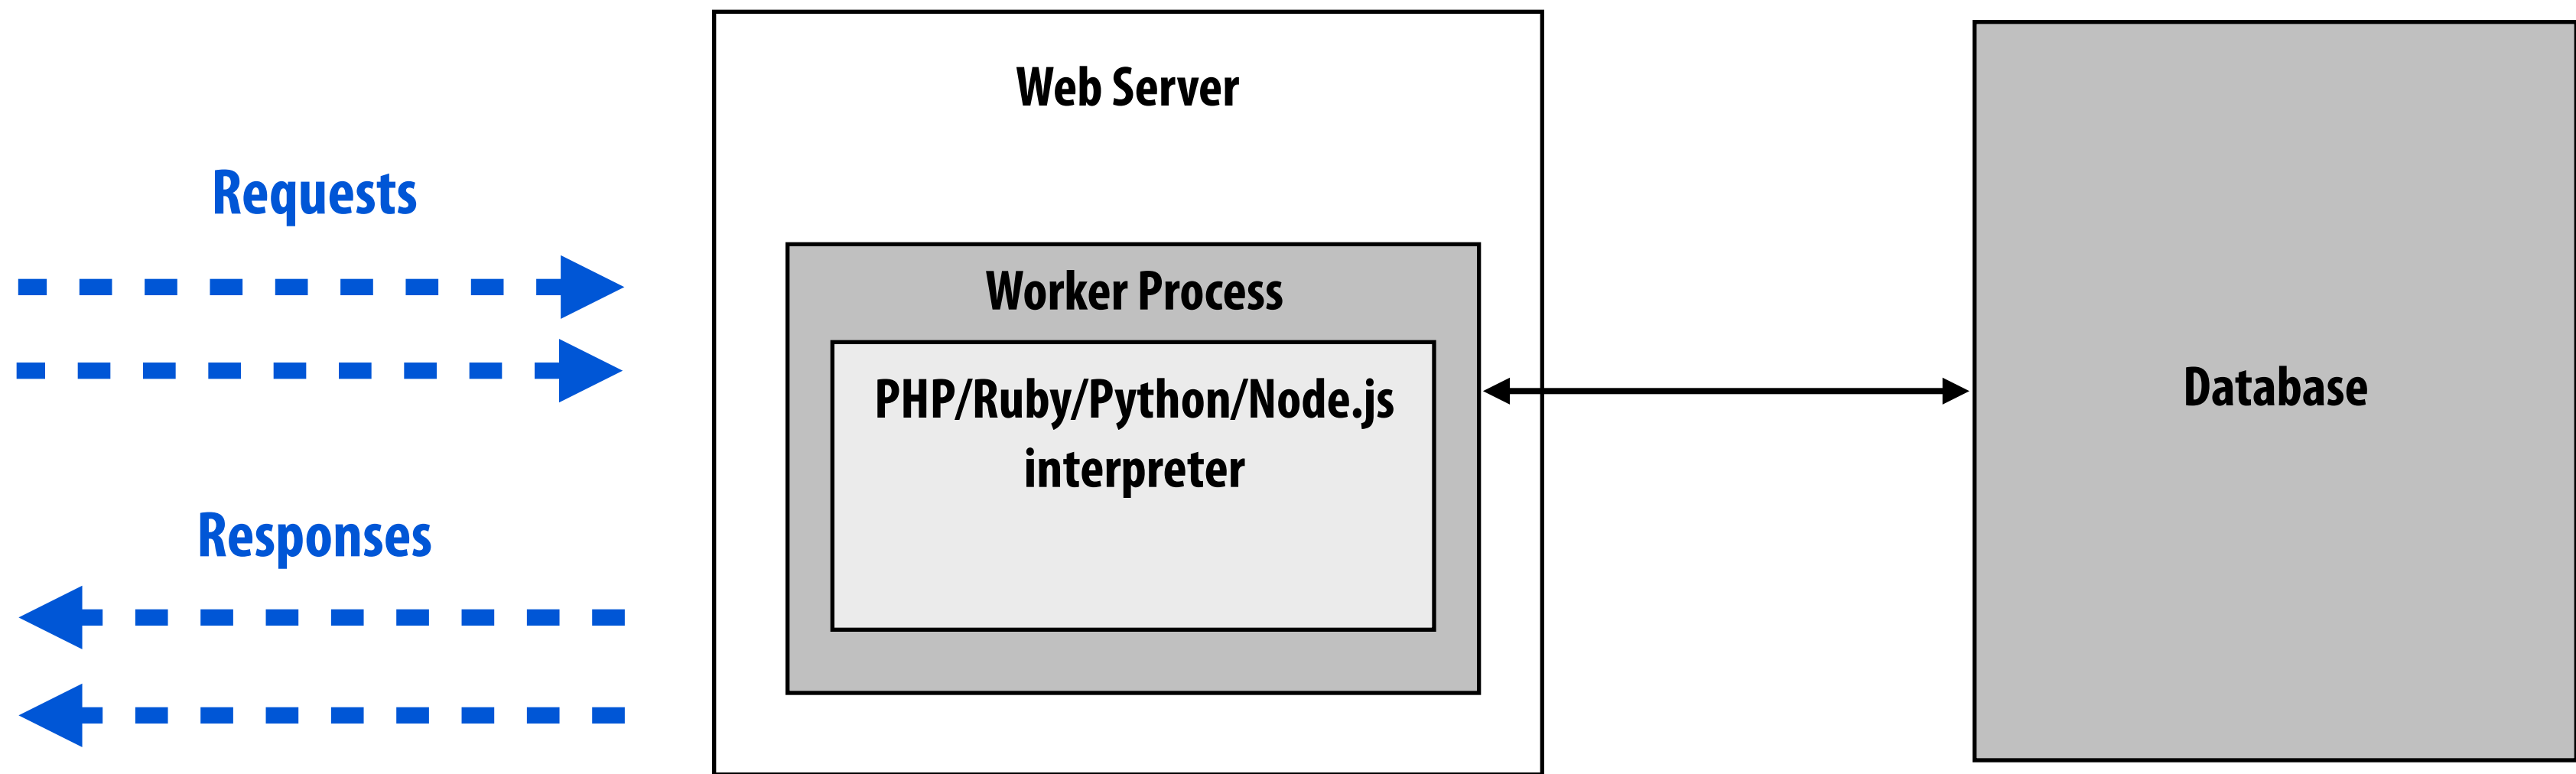 Web Server
Requests
Worker Process
PHP/Ruby/Python/Node.js
interpreter
Database
Responses